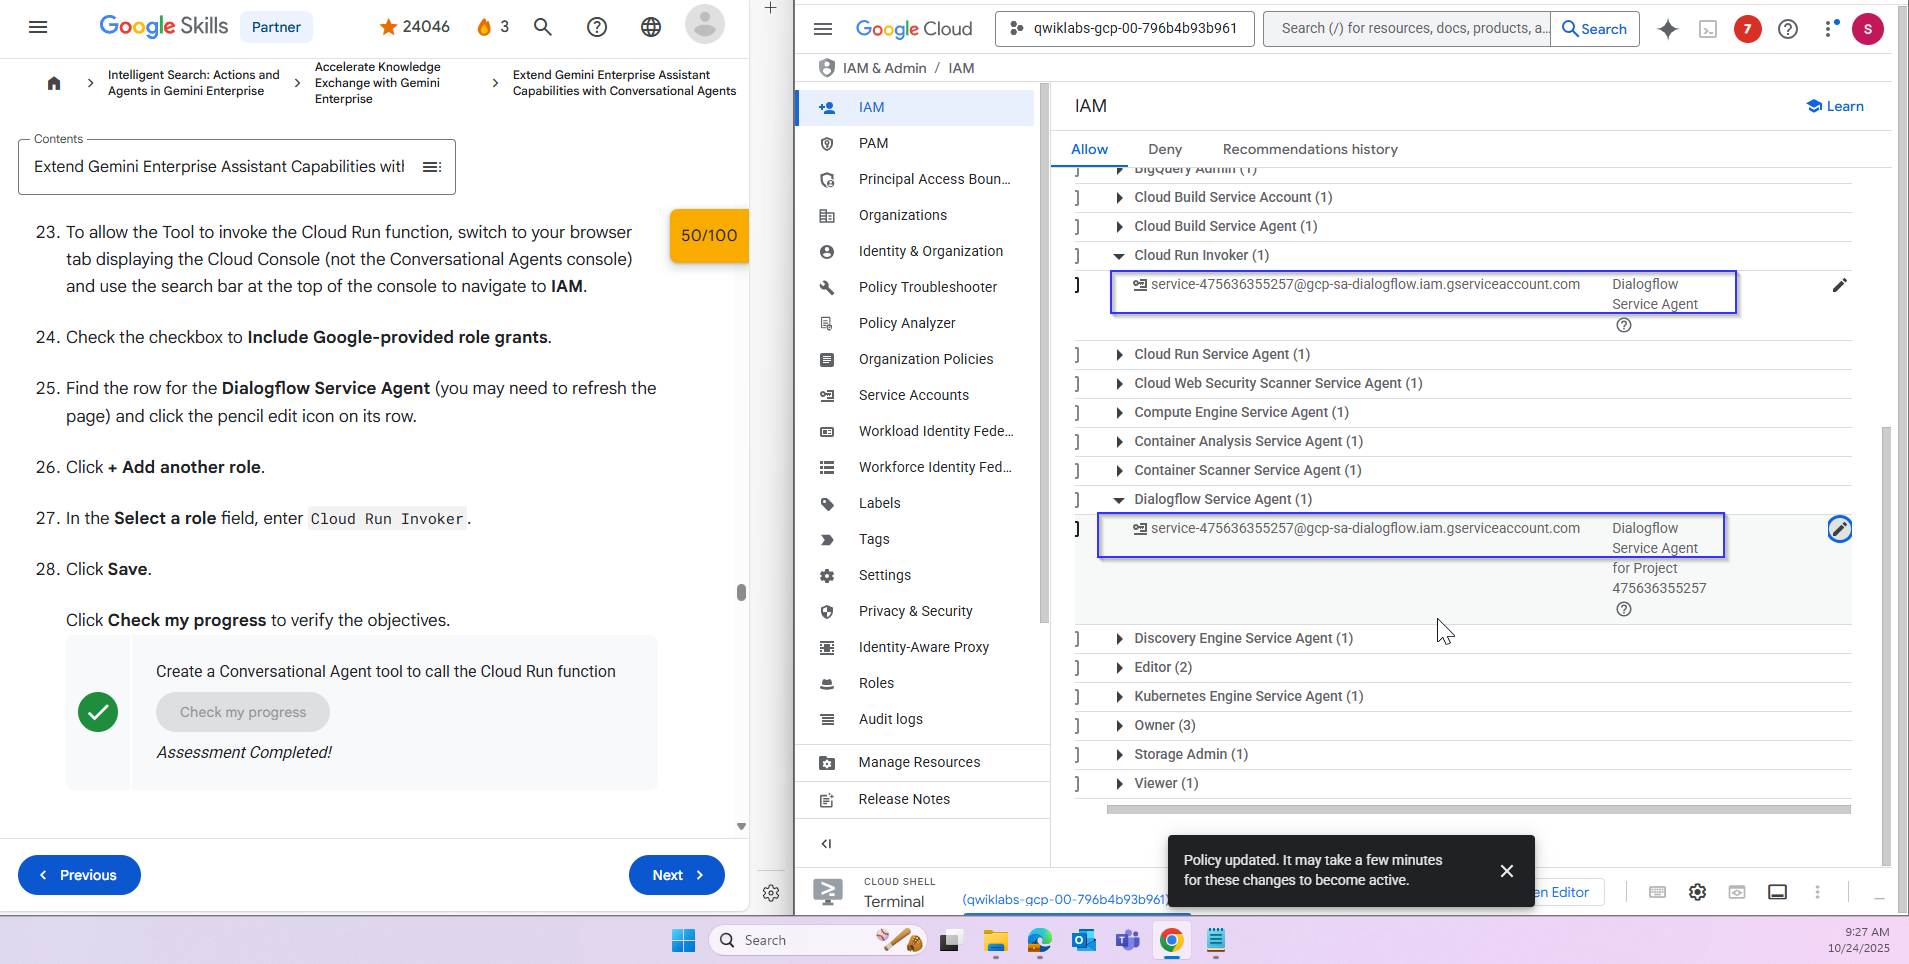 Google Skills
Partner
24046
3
Intelligent Search: Actions and
Agents in Gemini Enterprise
Accelerate Knowledge
Exchange with Gemini
Enterprise
Extend Gemini Enterprise Assistant
Capabilities with Conversational Agents
Contents
Extend Gemini Enterprise Assistant Capabilities with
50/100
23. To allow the Tool to invoke the Cloud Run function, switch to your browser
tab displaying the Cloud Console (not the Conversational Agents console)
and use the search bar at the top of the console to navigate to IAM.
24. Check the checkbox to Include Google-provided role grants.
25. Find the row for the Dialogflow Service Agent (you may need to refresh the
page) and click the pencil edit icon on its row.
26. Click + Add another role.
27. In the Select a role field, enter Cloud Run Invoker.
28. Click Save.
Click Check my progress to verify the objectives.
Create a Conversational Agent tool to call the Cloud Run function
Check my progress
Assessment Completed!
Previous
Next
Google Cloud
qwiklabs-gcp-00-796b4b93b961
Search (/) for resources, docs, products, a...
Search
7
S
IAM & Admin / IAM
IAM
PAM
Principal Access Boun...
Organizations
Identity & Organization
Policy Troubleshooter
Policy Analyzer
Organization Policies
Service Accounts
Workload Identity Fede...
Workforce Identity Fed...
Labels
Tags
Settings
Privacy & Security
Identity-Aware Proxy
Roles
Audit logs
Manage Resources
Release Notes
IAM
Learn
Allow
Deny
Recommendations history
BigQuery Admin (1)
Cloud Build Service Account (1)
Cloud Build Service Agent (1)
Cloud Run Invoker (1)
service-475636355257@gcp-sa-dialogflow.iam.gserviceaccount.com
Dialogflow
Service Agent
Cloud Run Service Agent (1)
Cloud Web Security Scanner Service Agent (1)
Compute Engine Service Agent (1)
Container Analysis Service Agent (1)
Container Scanner Service Agent (1)
Dialogflow Service Agent (1)
service-475636355257@gcp-sa-dialogflow.iam.gserviceaccount.com
Dialogflow
Service Agent
for Project
475636355257
Discovery Engine Service Agent (1)
Editor (2)
Kubernetes Engine Service Agent (1)
Owner (3)
Storage Admin (1)
Viewer (1)
Policy updated. It may take a few minutes
for these changes to become active.
CLOUD SHELL
Terminal
(qwiklabs-gcp-00-796b4b93b961)
en Editor
Search
9:27 AM
10/24/2025